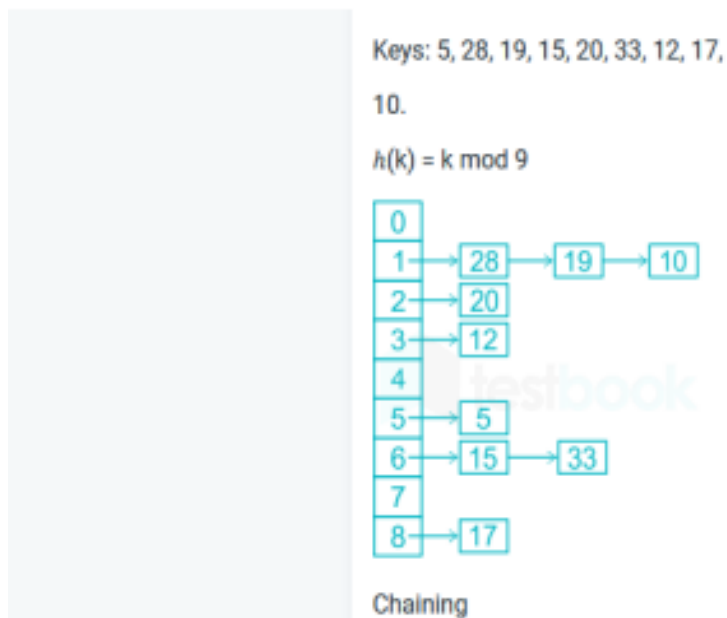 Keys: 5, 28, 19, 15, 20, 33, 12, 17,
10.
h(k) = k mod 9
0
1 28 19 10
2 20
3 12
4
testbook
5 5
6 15 33
7
8 17
Chaining